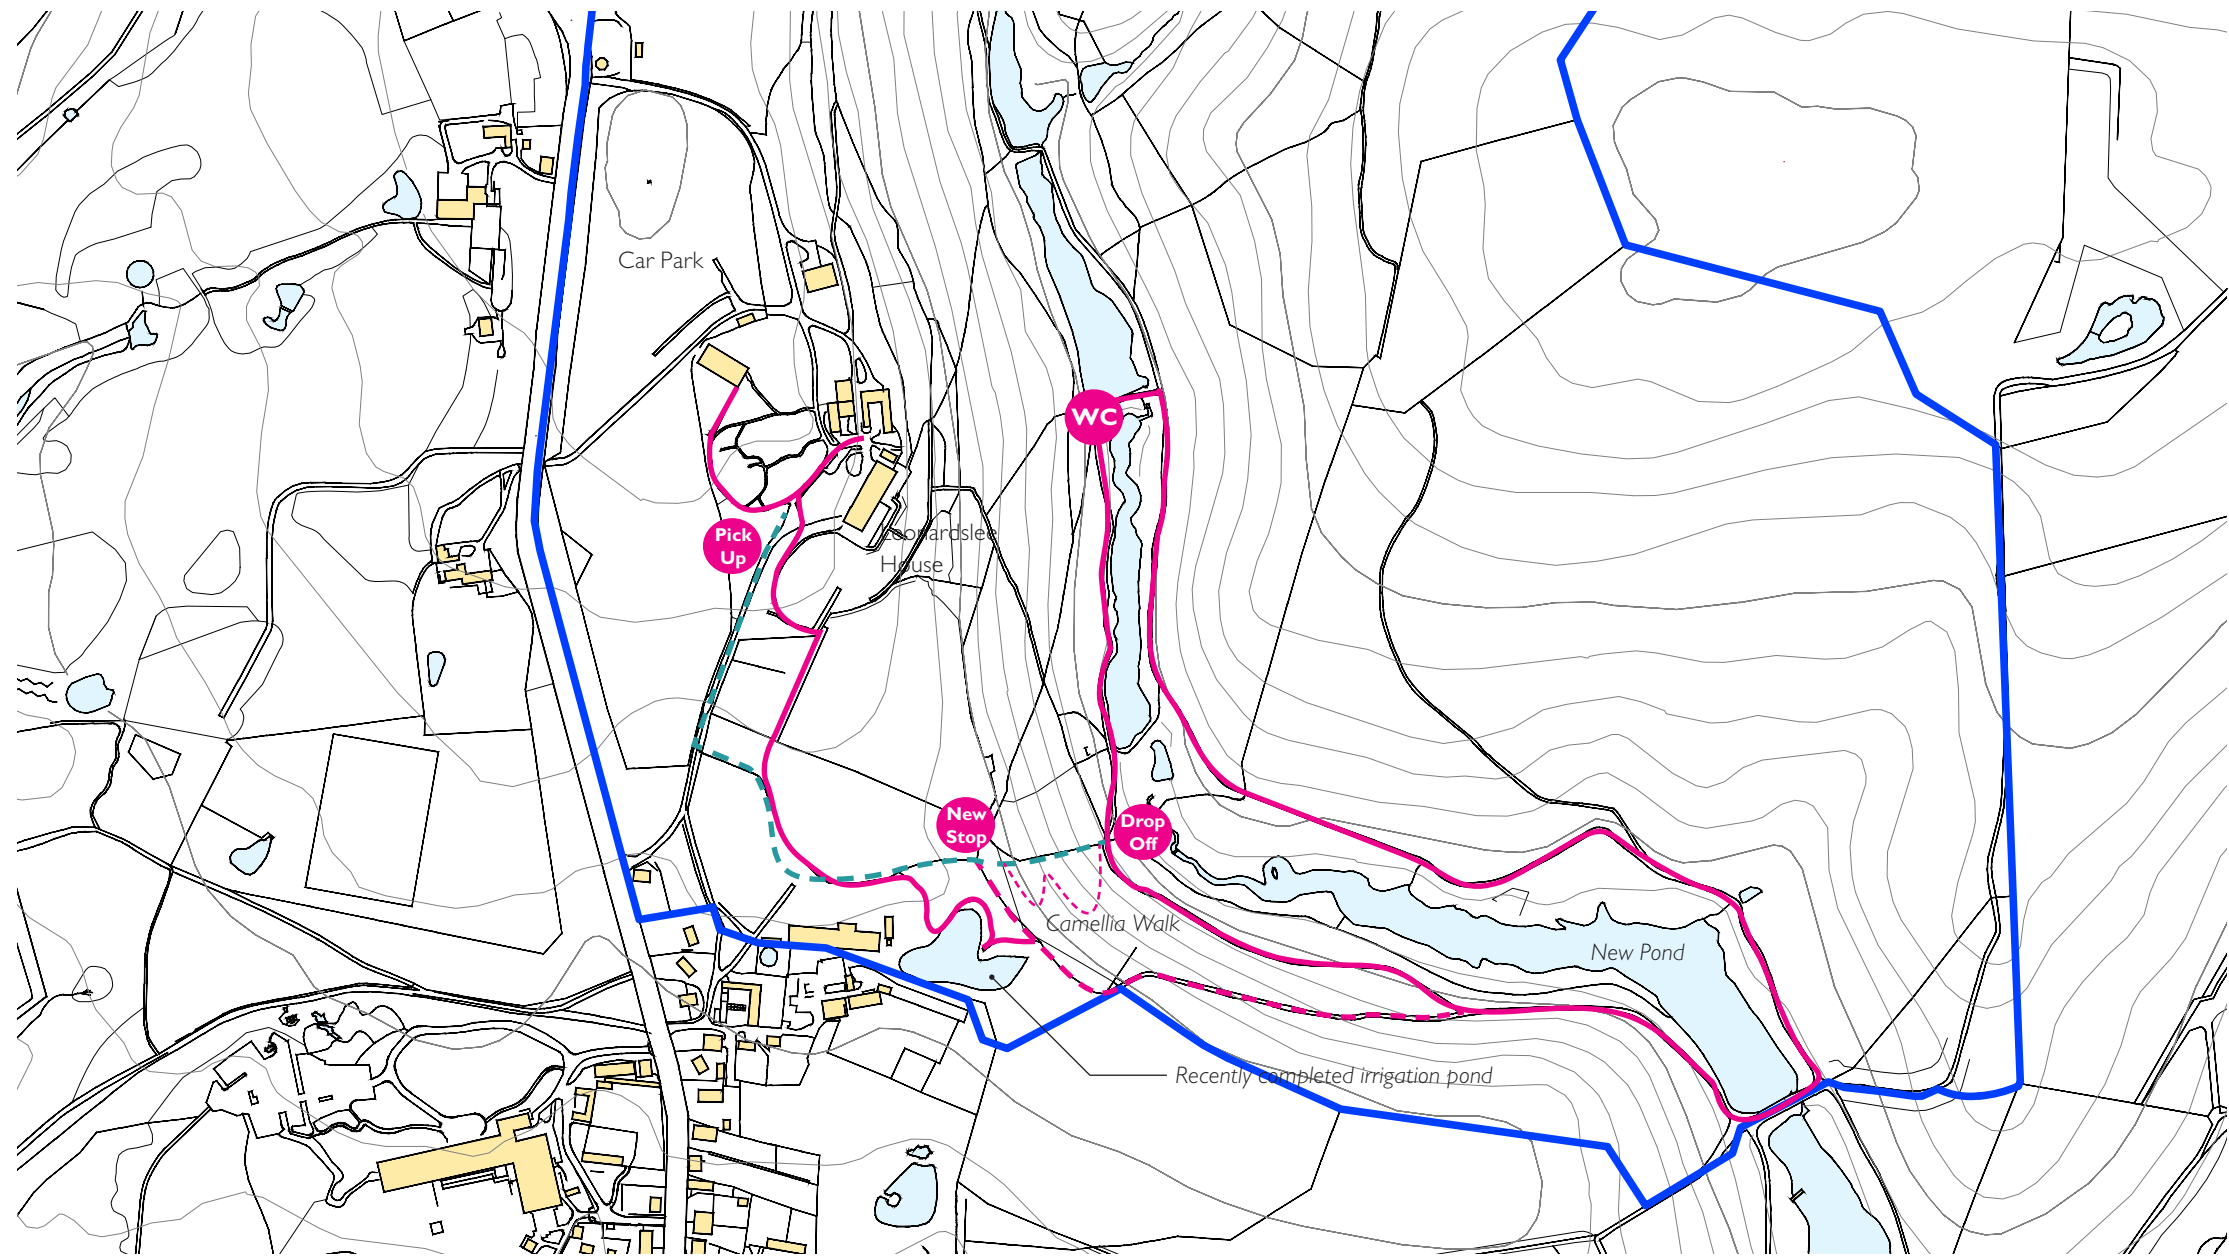 Car Park
WC
Pick
Up
Leonardslee
House
New
Stop
Drop
Off
Camellia Walk
New Pond
Recently completed irrigation pond